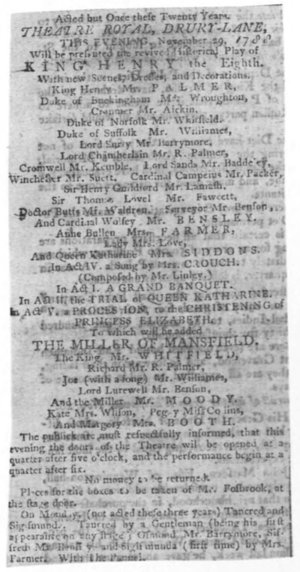 Acted but Once these Twenty Years.
THEATRE ROYAL, DRURY-LANE,
THIS EVENING, November 29, 1788,
Will be presented the revived historical Play of
KING HENRY the Eighth.
With new Scenes, Dresses, and Decorations.
King Henry Mr. PALMER,
Duke of Buckingham Mr. Wroughton,
Cranmer Mr. Aickin,
Duke of Norfolk Mr. Whitfield.
Duke of Suffolk Mr. Williames,
Lord Surry Mr. Barrymore,
Lord Chamberlain Mr. R. Palmer,
Cromwell Mr. Kemble, Lord Sands Mr. Baddeley,
Winchester Mr. Suett, Cardinal Campeius Mr. Packer,
Sir Henry Guildford Mr. Lamash,
Sir Thomas Lovel Mr. Fawcett,
Doctor Butts Mr. Waldren, Surveyor Mr. Benson,
And Cardinal Wolsey Mr. BENSLEY,
Anne Bullen Mrs. FARMER,
Lady Mrs. Love,
And Queen Katharine Mrs. SIDDONS.
In Act IV. a Song by Mrs. CROUCH.
(Composed by Mr. Linley.)
In Act I. A GRAND BANQUET.
In Act II, the TRIAL of QUEEN KATHARINE.
In Act V. a PROCESSION, to the CHRISTENING of
PRINCESS ELIZABETH.
To which will be added
THE MILLER OF MANSFIELD.
The King Mr. WHITFIELD,
Richard Mr. R. Palmer,
Joe (with a song) Mr. Williames,
Lord Lurewell Mr. Benson,
And the Miller Mr. MOODY.
Kate Mrs. Wilson, Peggy Miss Collins,
And Margery Mrs. BOOTH.
The publick are most respectfully informed, that this
evening the doors of the Theatre will be opened at a
quarter after five o'clock, and the performance begin at a
quarter after six.
No money to be returned.
Places for the boxes to be taken of Mr. Fosbrook, at
the stage door.
On Monday, (not acted these three years) Tancred and
Sigismund. Tancred by a Gentleman (being his first
appearance on any stage) Osmond Mr. Barrymore, Sif-
fredi Mr. Bensley and Sigismunda (first time) by Mrs.
Farmer. With The Pannel.